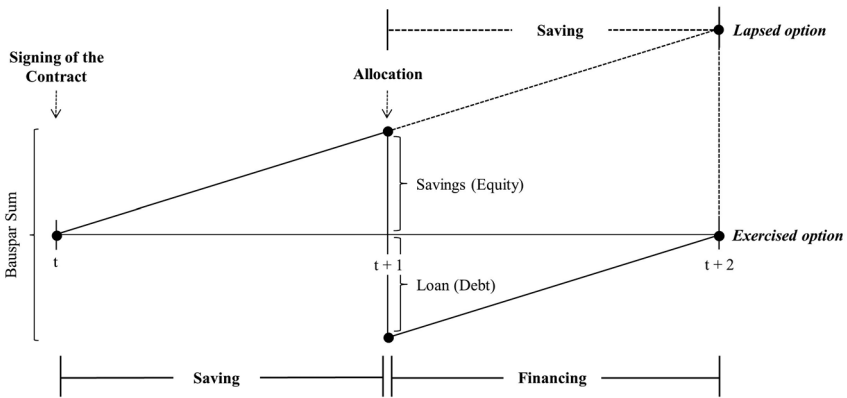 Saving
Lapsed option
Signing of the
Contract
Allocation
Savings (Equity)
Bauspar Sum
Exercised option
t
t + 1
t + 2
Loan (Debt)
Saving
Financing